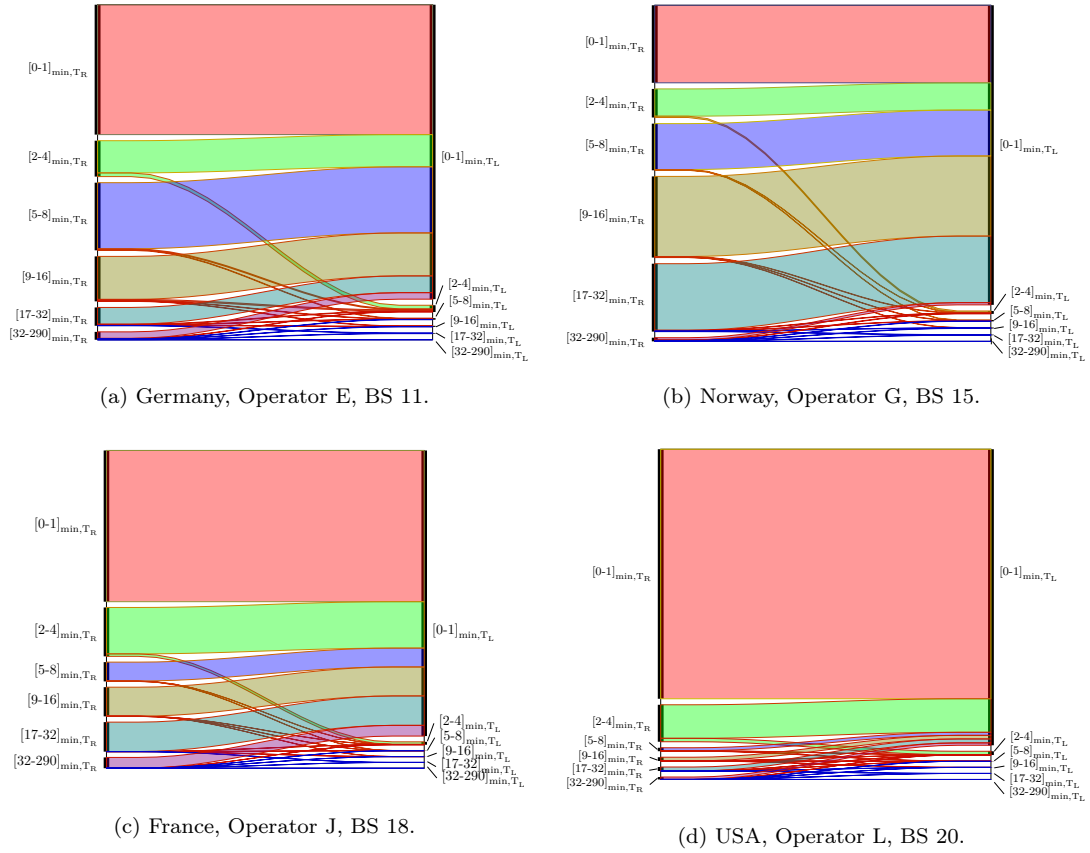 [0-1]min,TR
[2-4]min,TR
[5-8]min,TR
[9-16]min,TR
[17-32]min,TR
[32-290]min,TR
[0-1]min,TL
[2-4]min,TL
[5-8]min,TL
[9-16]min,TL
[17-32]min,TL
[32-290]min,TL
(a) Germany, Operator E, BS 11.
[0-1]min,TR
[2-4]min,TR
[5-8]min,TR
[9-16]min,TR
[17-32]min,TR
[32-290]min,TR
[0-1]min,TL
[2-4]min,TL
[5-8]min,TL
[9-16]min,TL
[17-32]min,TL
[32-290]min,TL
(b) Norway, Operator G, BS 15.
[0-1]min,TR
[2-4]min,TR
[5-8]min,TR
[9-16]min,TR
[17-32]min,TR
[32-290]min,TR
[0-1]min,TL
[2-4]min,TL
[5-8]min,TL
[9-16]min,TL
[17-32]min,TL
[32-290]min,TL
(c) France, Operator J, BS 18.
[0-1]min,TR
[2-4]min,TR
[5-8]min,TR
[9-16]min,TR
[17-32]min,TR
[32-290]min,TR
[0-1]min,TL
[2-4]min,TL
[5-8]min,TL
[9-16]min,TL
[17-32]min,TL
[32-290]min,TL
(d) USA, Operator L, BS 20.